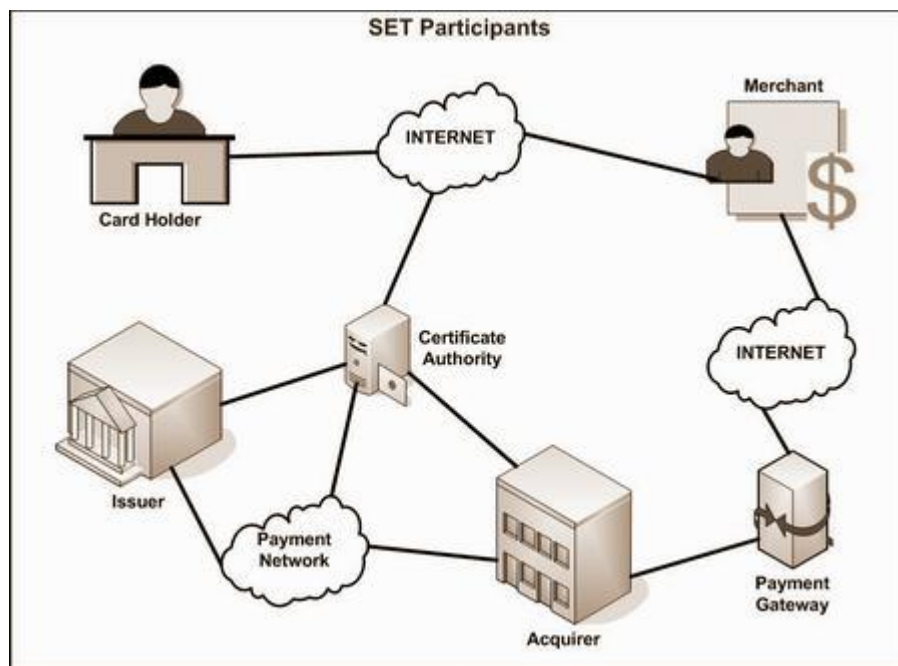 SET Participants
Merchant
INTERNET
$
Card Holder
Certificate
Authority
INTERNET
Issuer
Payment
Network
Payment
Gateway
Acquirer